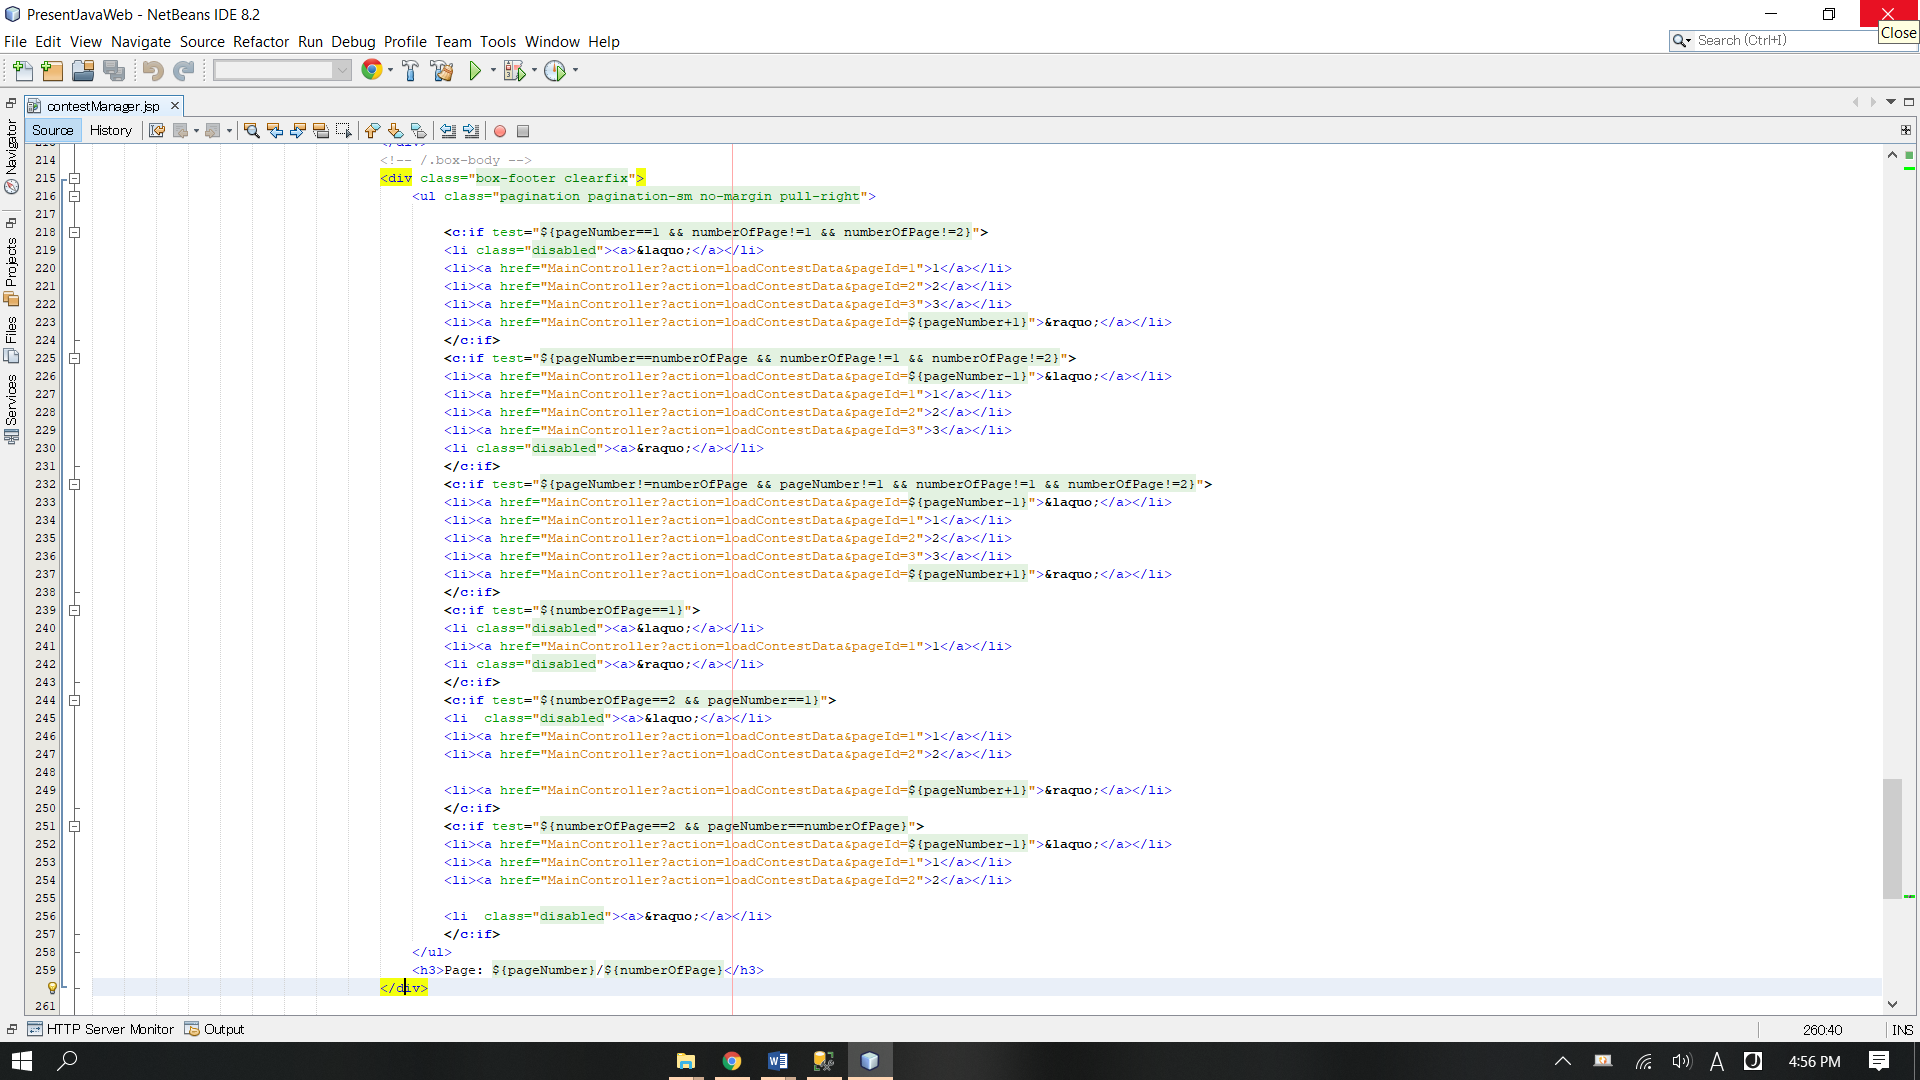 PresentJavaWeb - NetBeans IDE 8.2
Close
File Edit View Navigate Source Refactor Run Debug Profile Team Tools Window Help
Search (Ctrl+I)
contestManager.jsp
Source History
Navigator
Projects
Files
Services
214 <!-- /.box-body -->
215 <div class="box-footer clearfix">
216 <ul class="pagination pagination-sm no-margin pull-right">
217
218 <c:if test="${pageNumber==1 && numberOfPage!=1 && numberOfPage!=2}">
219 <li class="disabled"><a>&laquo;</a></li>
220 <li><a href="MainController?action=loadContestData&pageId=1">1</a></li>
221 <li><a href="MainController?action=loadContestData&pageId=2">2</a></li>
222 <li><a href="MainController?action=loadContestData&pageId=3">3</a></li>
223 <li><a href="MainController?action=loadContestData&pageId=${pageNumber+1}">&raquo;</a></li>
224 </c:if>
225 <c:if test="${pageNumber==numberOfPage && numberOfPage!=1 && numberOfPage!=2}">
226 <li><a href="MainController?action=loadContestData&pageId=${pageNumber-1}">&laquo;</a></li>
227 <li><a href="MainController?action=loadContestData&pageId=1">1</a></li>
228 <li><a href="MainController?action=loadContestData&pageId=2">2</a></li>
229 <li><a href="MainController?action=loadContestData&pageId=3">3</a></li>
230 <li class="disabled"><a>&raquo;</a></li>
231 </c:if>
232 <c:if test="${pageNumber!=numberOfPage && pageNumber!=1 && numberOfPage!=1 && numberOfPage!=2}">
233 <li><a href="MainController?action=loadContestData&pageId=${pageNumber-1}">&laquo;</a></li>
234 <li><a href="MainController?action=loadContestData&pageId=1">1</a></li>
235 <li><a href="MainController?action=loadContestData&pageId=2">2</a></li>
236 <li><a href="MainController?action=loadContestData&pageId=3">3</a></li>
237 <li><a href="MainController?action=loadContestData&pageId=${pageNumber+1}">&raquo;</a></li>
238 </c:if>
239 <c:if test="${numberOfPage==1}">
240 <li class="disabled"><a>&laquo;</a></li>
241 <li><a href="MainController?action=loadContestData&pageId=1">1</a></li>
242 <li class="disabled"><a>&raquo;</a></li>
243 </c:if>
244 <c:if test="${numberOfPage==2 && pageNumber==1}">
245 <li  class="disabled"><a>&laquo;</a></li>
246 <li><a href="MainController?action=loadContestData&pageId=1">1</a></li>
247 <li><a href="MainController?action=loadContestData&pageId=2">2</a></li>
248
249 <li><a href="MainController?action=loadContestData&pageId=${pageNumber+1}">&raquo;</a></li>
250 </c:if>
251 <c:if test="${numberOfPage==2 && pageNumber==numberOfPage}">
252 <li><a href="MainController?action=loadContestData&pageId=${pageNumber-1}">&laquo;</a></li>
253 <li><a href="MainController?action=loadContestData&pageId=1">1</a></li>
254 <li><a href="MainController?action=loadContestData&pageId=2">2</a></li>
255
256 <li  class="disabled"><a>&raquo;</a></li>
257 </c:if>
258 </ul>
259 <h3>Page: ${pageNumber}/${numberOfPage}</h3>
</div>
261
HTTP Server Monitor Output
260:40 INS
A 4:56 PM